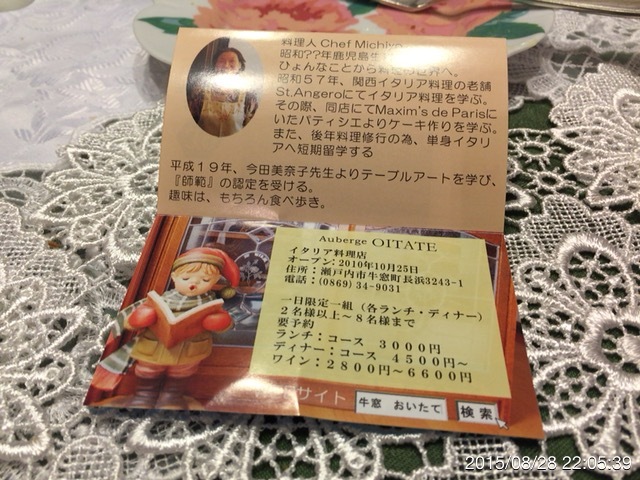 料理人 Chef Michiyo
昭和??年鹿児島生
ひょんなことから料理の世界へ。
昭和５７年、関西イタリア料理の老舗
St.Angeroにてイタリア料理を学ぶ。
その際、同店にてMaxim's de Parisに
いたパティシエよりケーキ作りを学ぶ。
また、後年料理修行の為、単身イタリ
アへ短期留学する
平成１９年、今田美奈子先生よりテーブルアートを学び、
『師範』の認定を受ける。
趣味は、もちろん食べ歩き。
Auberge OITATE
イタリア料理店
オープン：2010年10月25日
住所：瀬戸内市牛窓町長浜3243-1
電話：(0869) 34-9031
一日限定一組（各ランチ・ディナー）
２名様以上～８名様まで
要予約
ランチ：コース ３０００円
ディナー：コース ４５００円～
ワイン：２８００円～６６００円
サイト
牛窓 おいたて 検索
2015/08/28 22:05:39